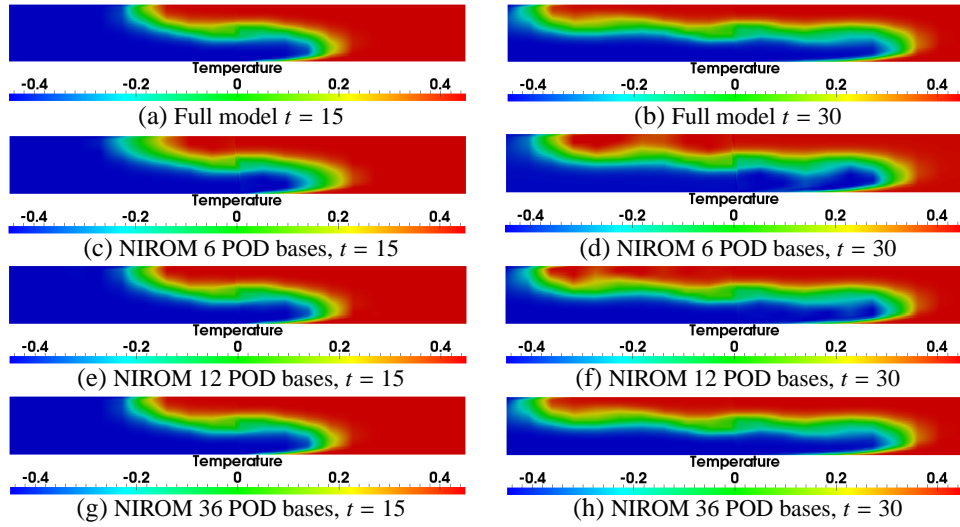 Temperature
-0.4 -0.2 0 0.2 0.4
(a) Full model t = 15
Temperature
-0.4 -0.2 0 0.2 0.4
(b) Full model t = 30
Temperature
-0.4 -0.2 0 0.2 0.4
(c) NIROM 6 POD bases, t = 15
Temperature
-0.4 -0.2 0 0.2 0.4
(d) NIROM 6 POD bases, t = 30
Temperature
-0.4 -0.2 0 0.2 0.4
(e) NIROM 12 POD bases, t = 15
Temperature
-0.4 -0.2 0 0.2 0.4
(f) NIROM 12 POD bases, t = 30
Temperature
-0.4 -0.2 0 0.2 0.4
(g) NIROM 36 POD bases, t = 15
Temperature
-0.4 -0.2 0 0.2 0.4
(h) NIROM 36 POD bases, t = 30